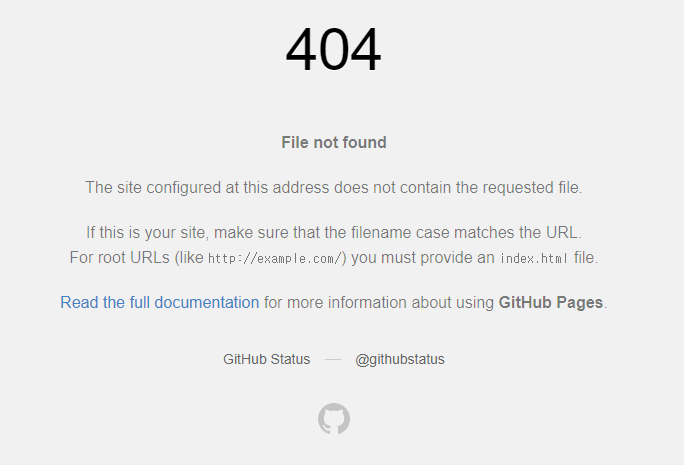 404
File not found
The site configured at this address does not contain the requested file.
If this is your site, make sure that the filename case matches the URL.
For root URLs (like http://example.com/) you must provide an index.html file.
Read the full documentation for more information about using GitHub Pages.
GitHub Status — @githubstatus